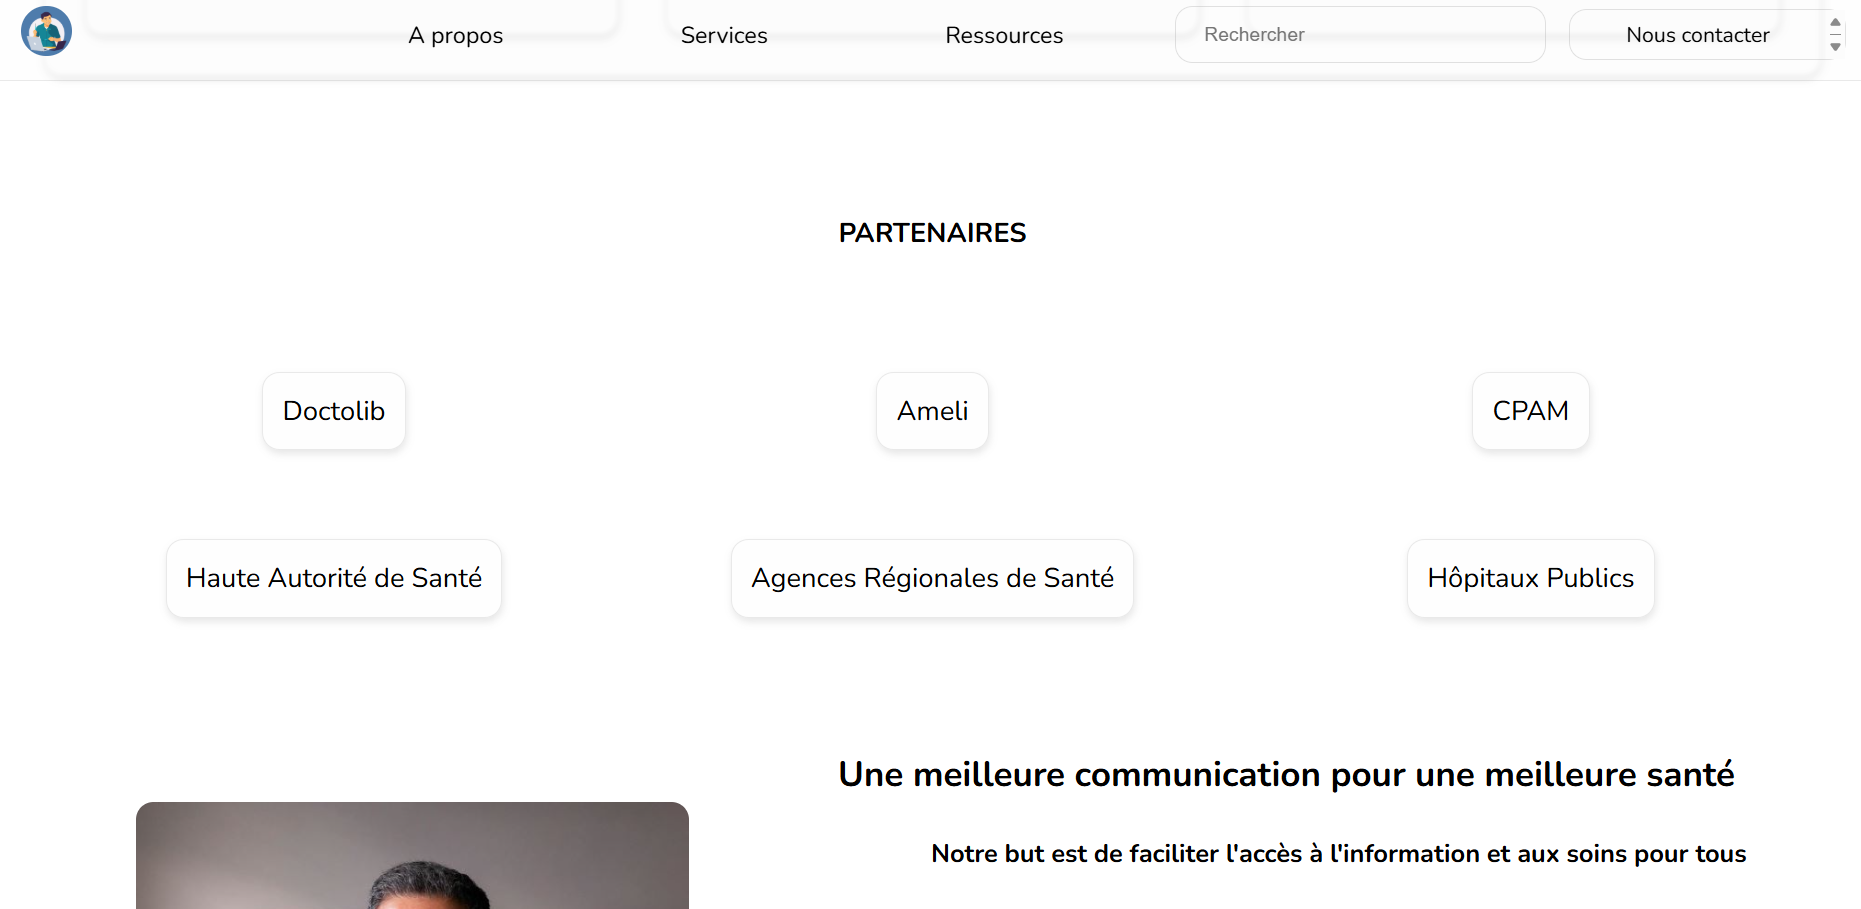 A propos
Services
Ressources
Rechercher
Nous contacter
PARTENAIRES
Doctolib
Ameli
CPAM
Haute Autorité de Santé
Agences Régionales de Santé
Hôpitaux Publics
Une meilleure communication pour une meilleure santé
Notre but est de faciliter l'accès à l'information et aux soins pour tous